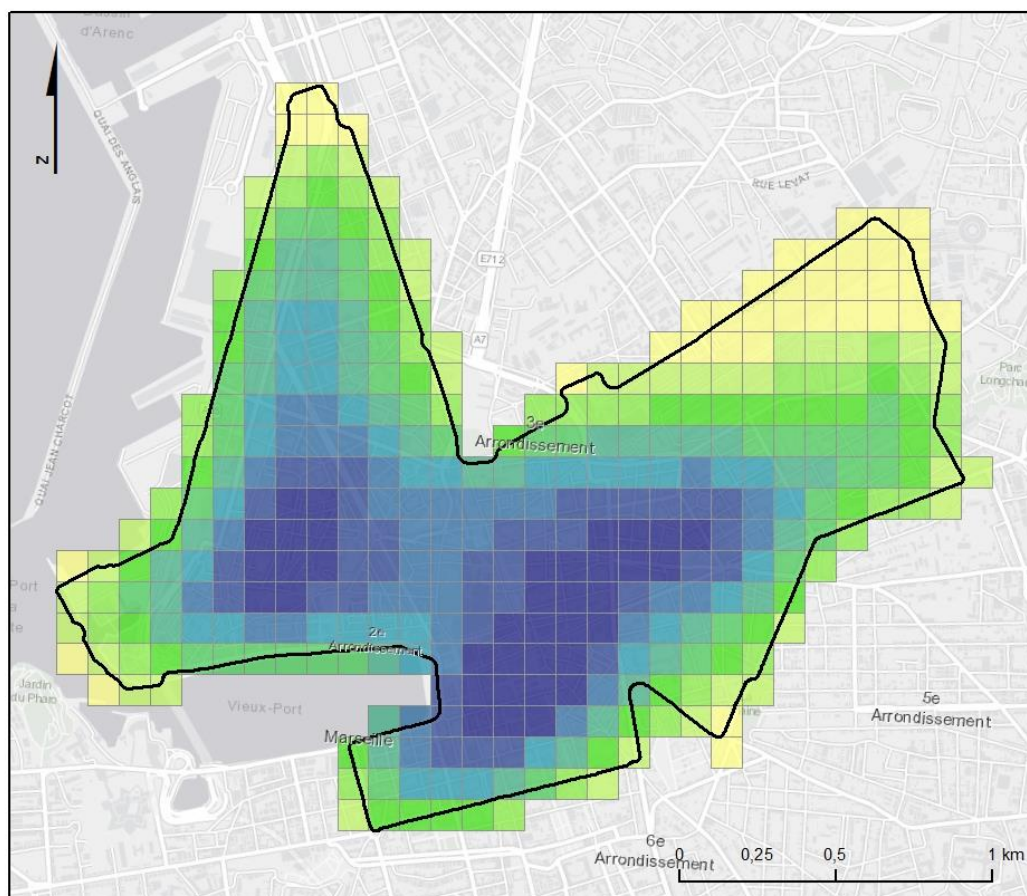 Bassin
d'Arenc
N
QUAI DES ANGLAIS
RUE LEVAT
E712
A7
Parc
Longchamp
QUAI JEAN CHARCOT
3e
Arrondissement
Port
2e
Arrondissement
Jardin
du Pharo
Vieux-Port
Marseille
5e
Arrondissement
6e
Arrondissement
0 0,25 0,5 1 km